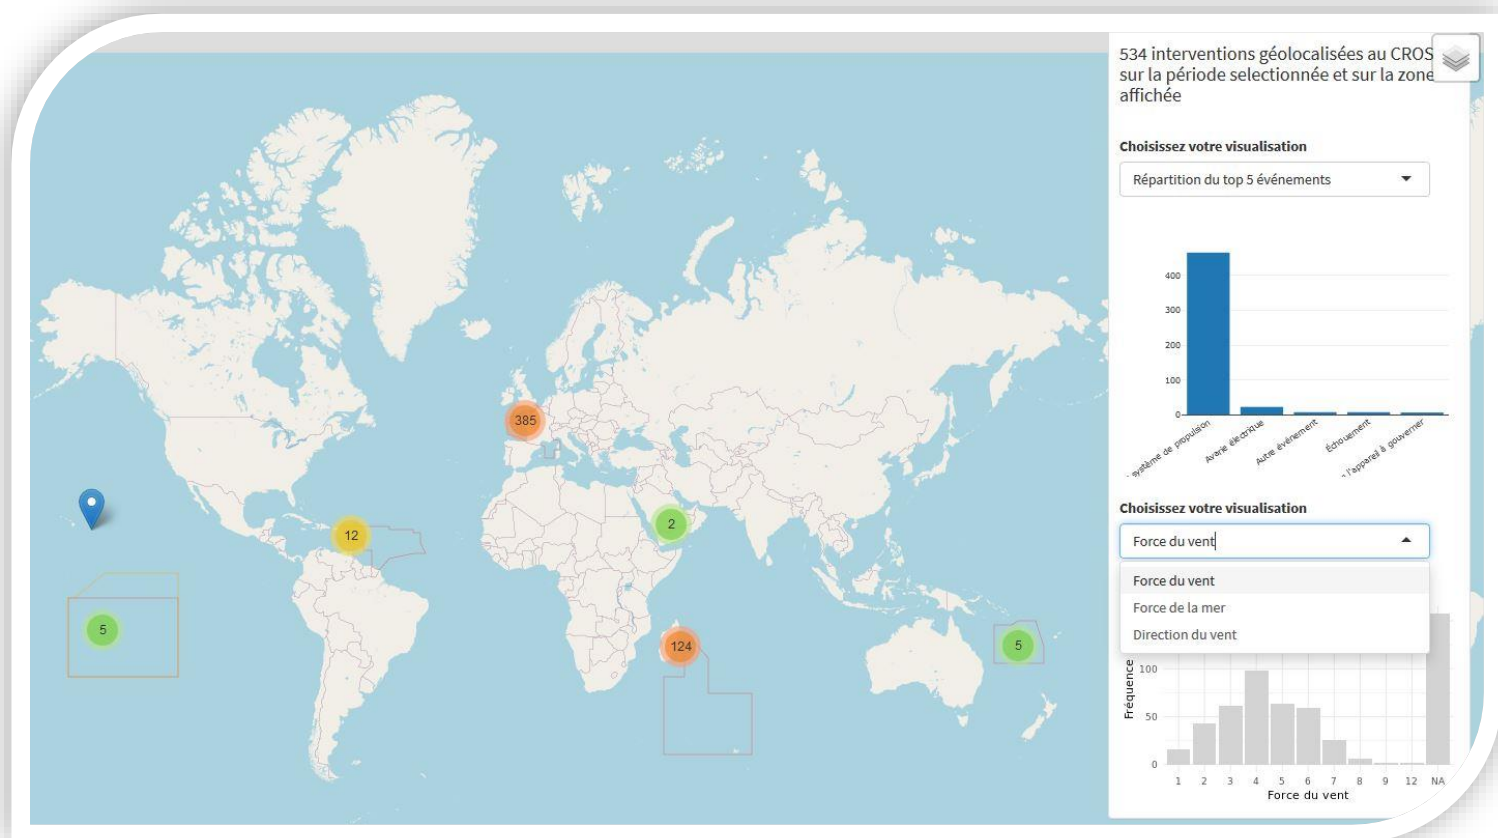 534 interventions géolocalisées au CROS
sur la période selectionnée et sur la zone
affichée
Choisissez votre visualisation
Répartition du top 5 événements
400
300
200
100
0
système de propulsion
Avarie électrique
Autre événement
Échouement
l'appareil à gouverner
Choisissez votre visualisation
Force du vent
Force du vent
Force de la mer
Direction du vent
Fréquence
100
50
0
1 2 3 4 5 6 7 8 9 12 NA
Force du vent
385
12
2
5
124
5